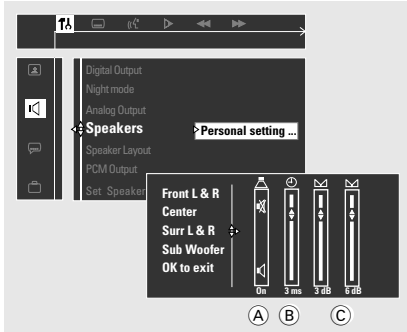 Digital Output
Night mode
Analog Output
Speakers
Personal setting ...
Speaker Layout
PCM Output
Set Speaker
Front L & R
Center
Surr L & R
Sub Woofer
OK to exit
On
3 ms
3 dB
6 dB
A
B
C